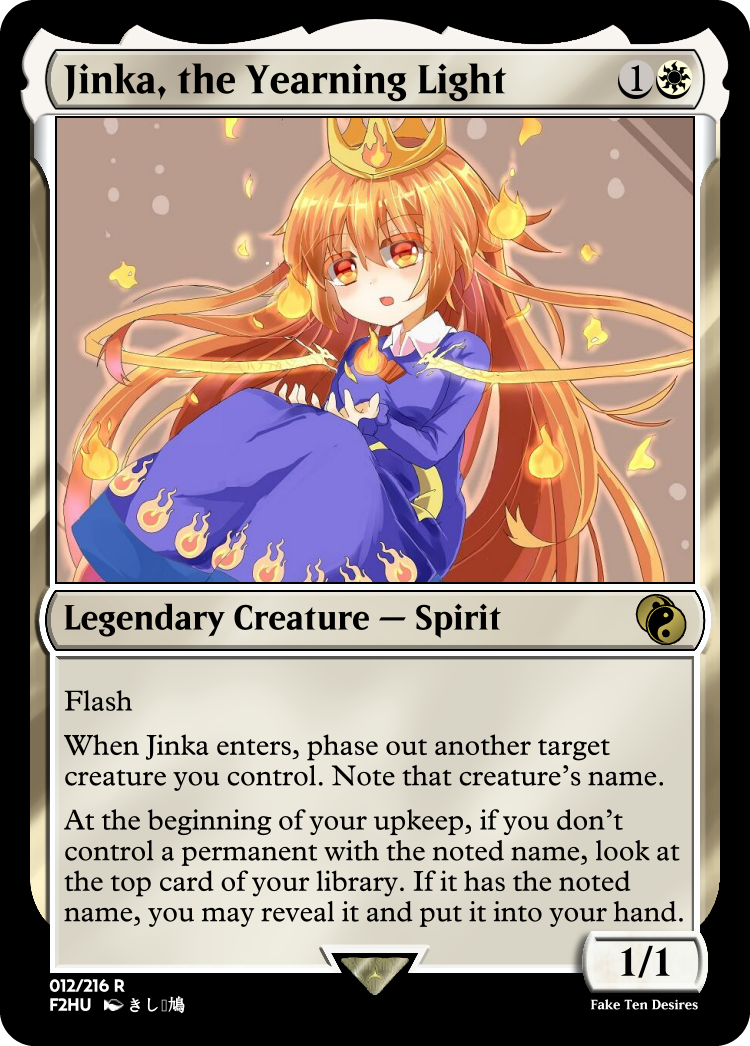 Jinka, the Yearning Light
1
Legendary Creature — Spirit
Flash
When Jinka enters, phase out another target
creature you control. Note that creature's name.
At the beginning of your upkeep, if you don't
control a permanent with the noted name, look at
the top card of your library. If it has the noted
name, you may reveal it and put it into your hand.
1/1
012/216 R
F2HU きし▯鳩
Fake Ten Desires